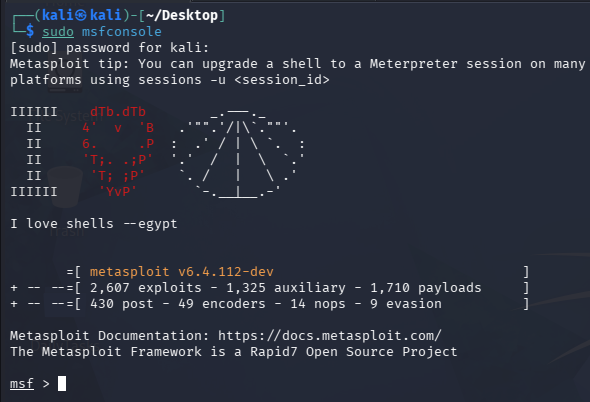 ┌──(kali㉿kali)-[~/Desktop]
└─$ sudo msfconsole
[sudo] password for kali:
Metasploit tip: You can upgrade a shell to a Meterpreter session on many
platforms using sessions -u <session_id>

IIIIII    dTb.dTb        _.---._
  II     4'  v  'B   .'"".'/|\`.""'.
  II     6.     .P  :  .' / | \ `.  :
  II     'T;. .;P'  '.'  /  |  \  `.'
  II      'T; ;P'    `. /   |   \ .'
IIIIII     'YvP'       `-.__|__.-'

I love shells --egypt


       =[ metasploit v6.4.112-dev                               ]
+ -- --=[ 2,607 exploits - 1,325 auxiliary - 1,710 payloads     ]
+ -- --=[ 430 post - 49 encoders - 14 nops - 9 evasion          ]

Metasploit Documentation: https://docs.metasploit.com/
The Metasploit Framework is a Rapid7 Open Source Project

msf >